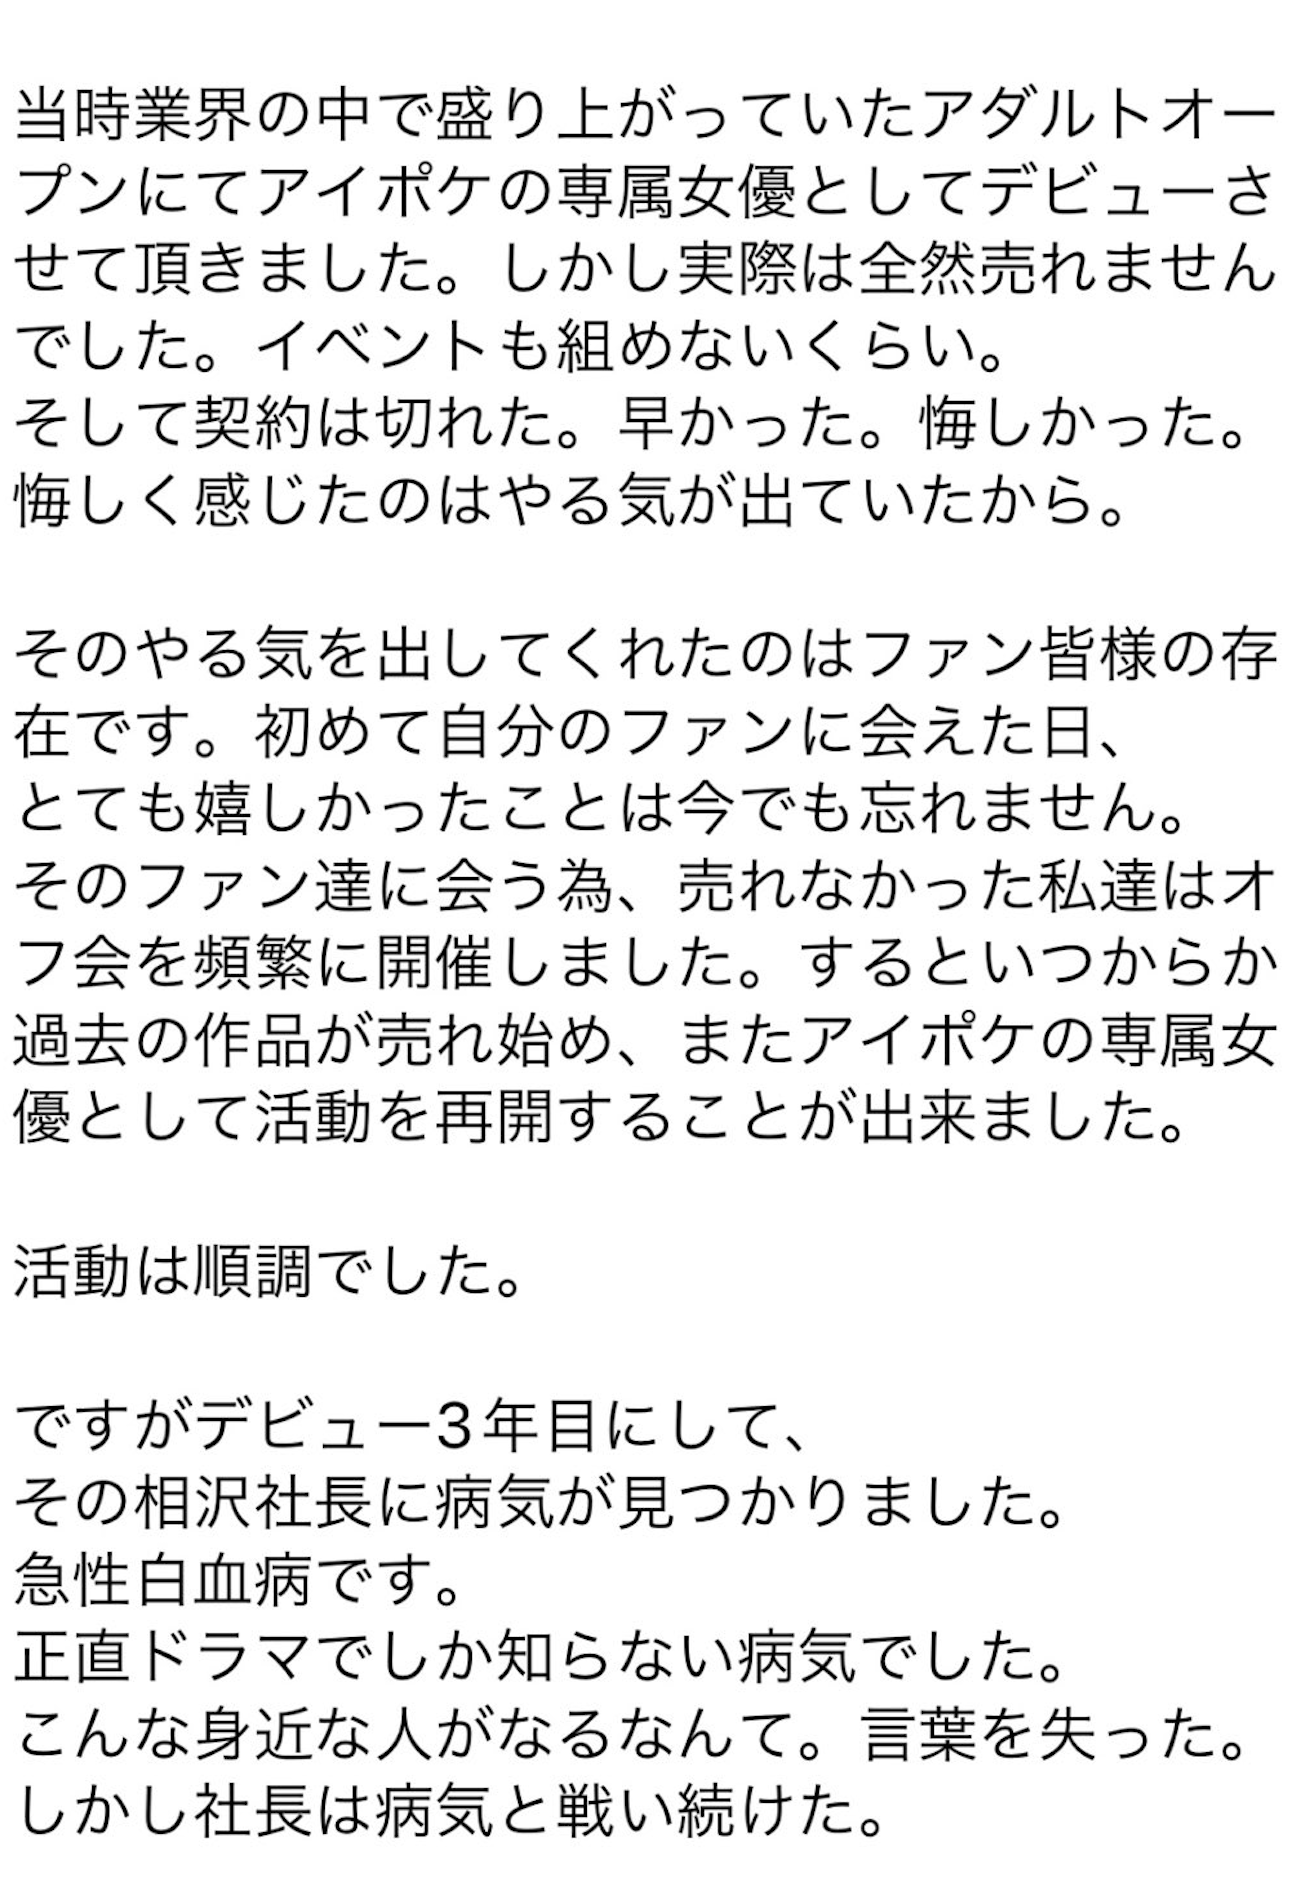 当時業界の中で盛り上がっていたアダルトオー
プンにてアイポケの専属女優としてデビューさ
せて頂きました。しかし実際は全然売れません
でした。イベントも組めないくらい。
そして契約は切れた。早かった。悔しかった。
悔しく感じたのはやる気が出ていたから。
そのやる気を出してくれたのはファン皆様の存
在です。初めて自分のファンに会えた日、
とても嬉しかったことは今でも忘れません。
そのファン達に会う為、売れなかった私達はオ
フ会を頻繁に開催しました。するといつからか
過去の作品が売れ始め、またアイポケの専属女
優として活動を再開することが出来ました。
活動は順調でした。
ですがデビュー3年目にして、
その相沢社長に病気が見つかりました。
急性白血病です。
正直ドラマでしか知らない病気でした。
こんな身近な人がなるなんて。言葉を失った。
しかし社長は病気と戦い続けた。